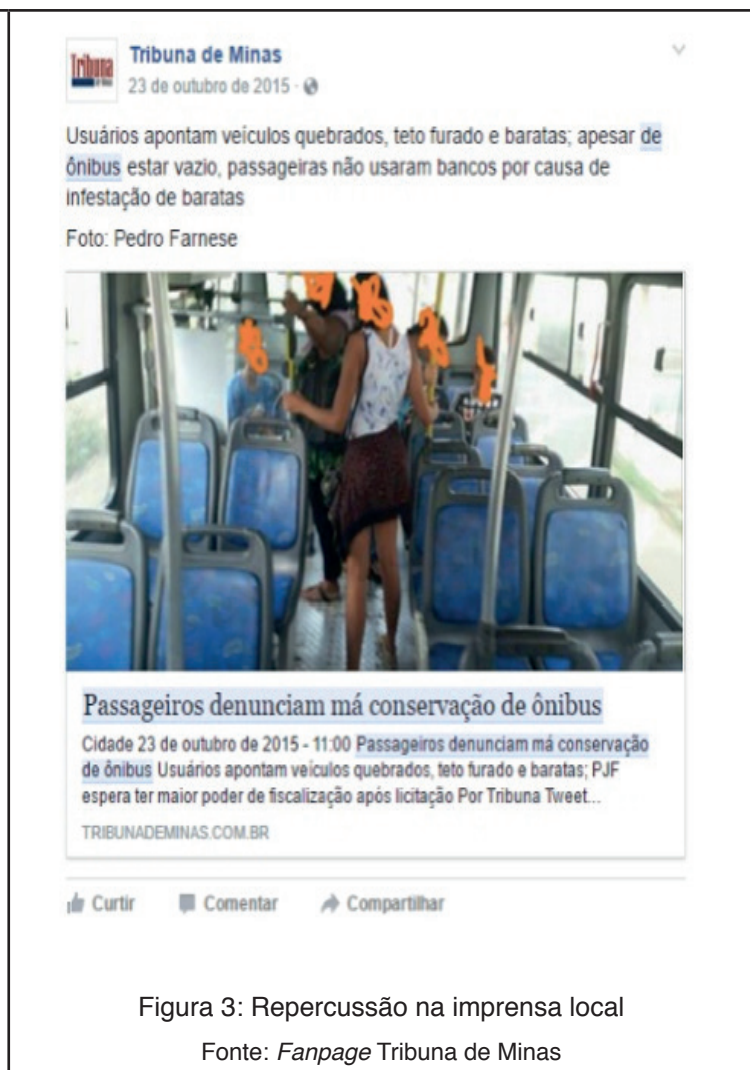 Tribuna
de Minas
Tribuna de Minas
23 de outubro de 2015 ·
Usuários apontam veículos quebrados, teto furado e baratas; apesar de
ônibus estar vazio, passageiras não usaram bancos por causa de
infestação de baratas
Foto: Pedro Farnese
Passageiros denunciam má conservação de ônibus
Cidade 23 de outubro de 2015 - 11:00 Passageiros denunciam má conservação
de ônibus Usuários apontam veículos quebrados, teto furado e baratas; PJF
espera ter maior poder de fiscalização após licitação Por Tribuna Tweet...
TRIBUNADEMINAS.COM.BR
Curtir Comentar Compartilhar
Figura 3: Repercussão na imprensa local
Fonte: Fanpage Tribuna de Minas